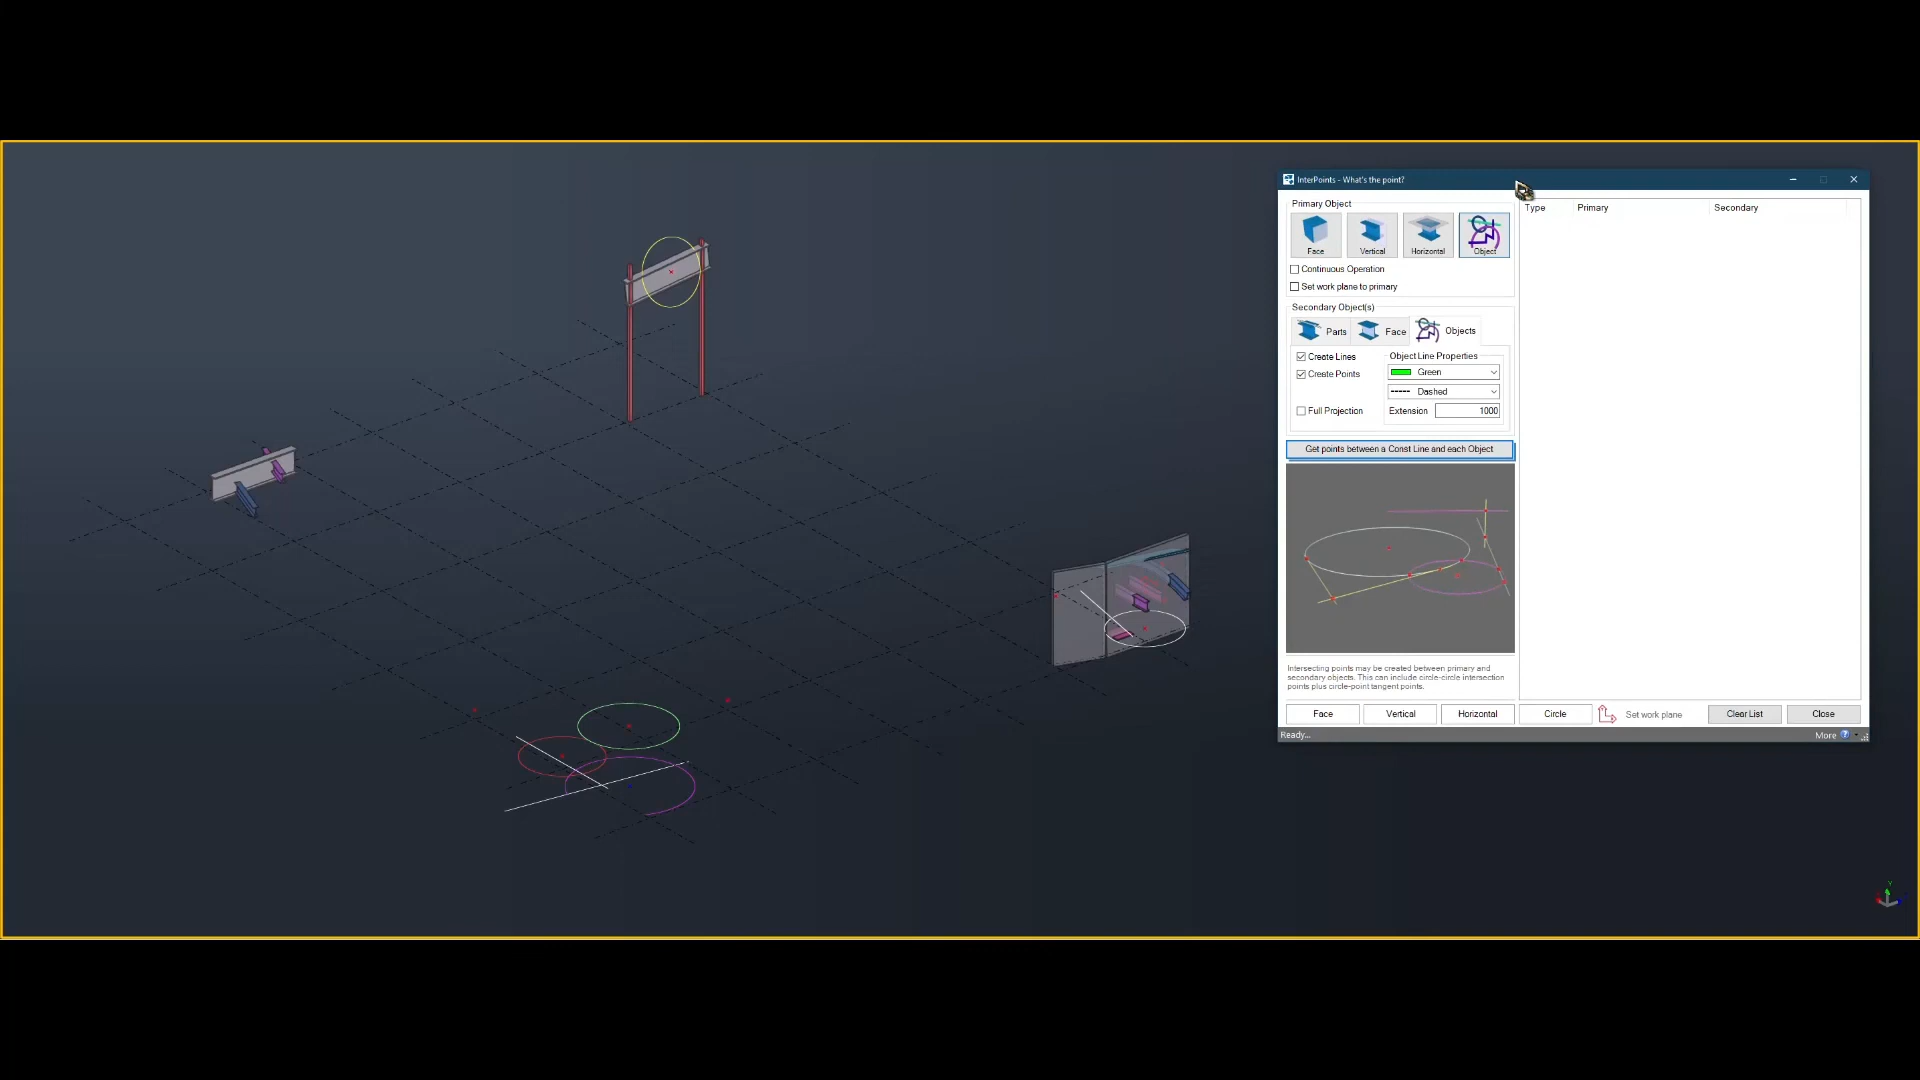 InterPoints - What's the point?
Primary Object
Face
Vertical
Horizontal
Object
Continuous Operation
Set work plane to primary
Secondary Object(s)
Parts
Face
Objects
Create Lines
Create Points
Full Projection
Object Line Properties
Green
Dashed
Extension 1000
Get points between a Const Line and each Object
Intersecting points may be created between primary and
secondary objects. This can include circle-circle intersection
points plus circle-point tangent points.
Type Primary Secondary
Face Vertical Horizontal Circle Set work plane Clear List Close
Ready... More ?
Y